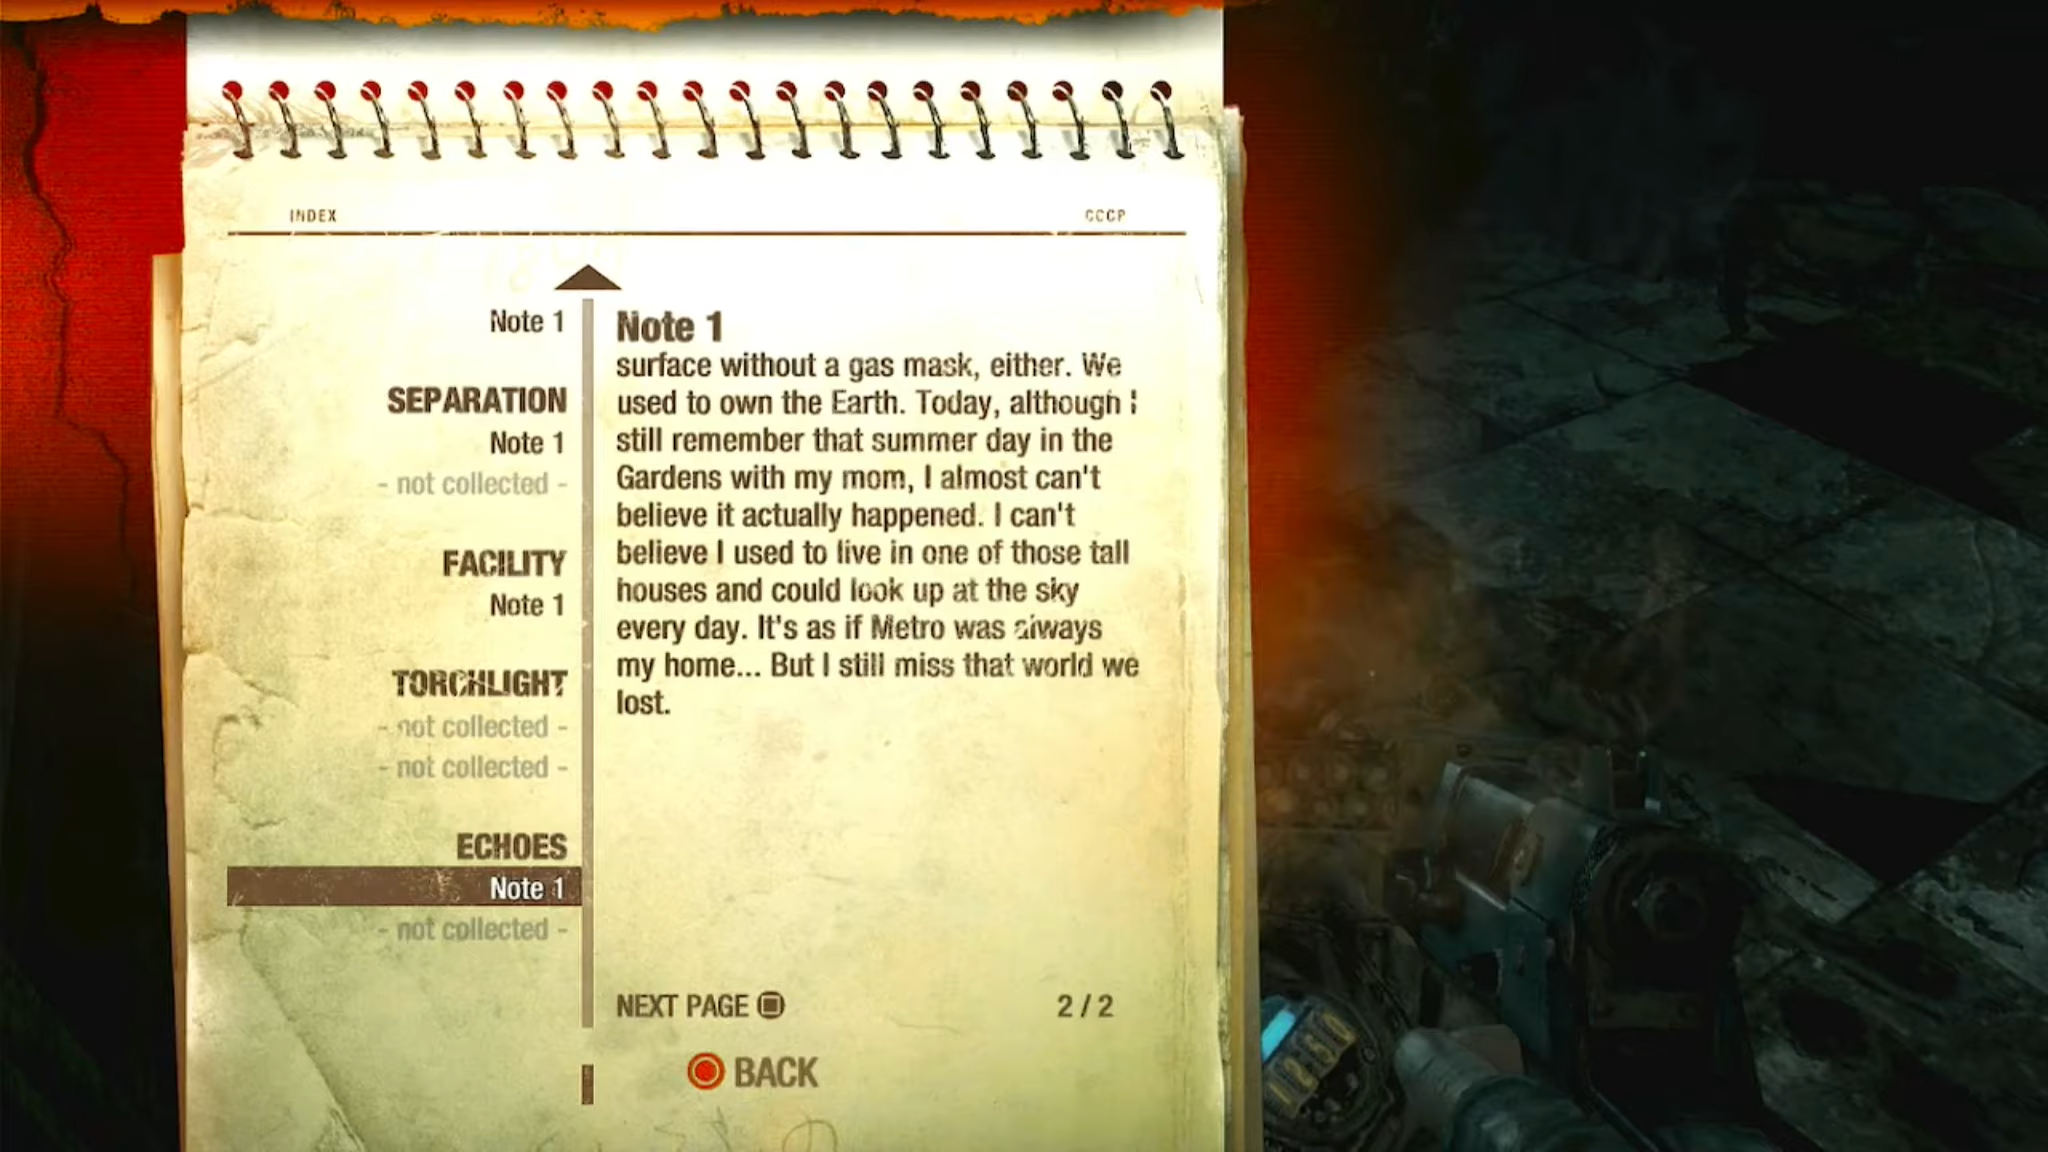 INDEX
CCCP
Note 1
SEPARATION
Note 1
- not collected -
FACILITY
Note 1
TORCHLIGHT
- not collected -
- not collected -
ECHOES
Note 1
- not collected -
Note 1
surface without a gas mask, either. We
used to own the Earth. Today, although I
still remember that summer day in the
Gardens with my mom, I almost can't
believe it actually happened. I can't
believe I used to live in one of those tall
houses and could look up at the sky
every day. It's as if Metro was always
my home... But I still miss that world we
lost.
NEXT PAGE
2 / 2
BACK